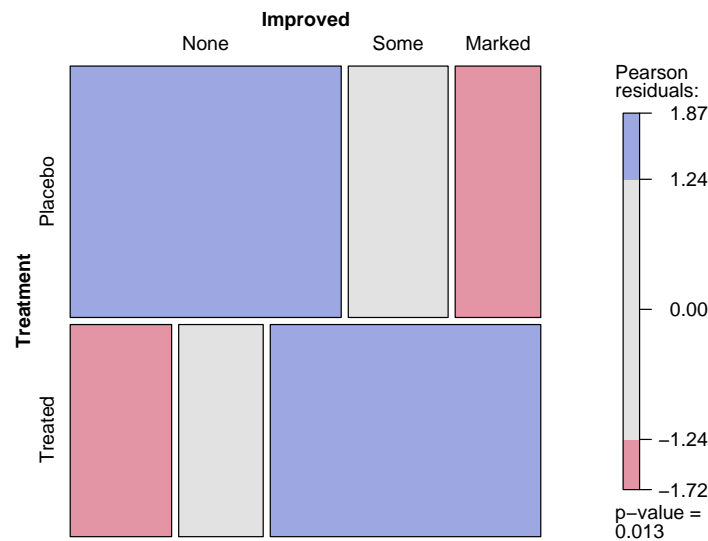 Improved
None Some Marked
Treatment
Placebo
Treated
Pearson
residuals:
1.87
1.24
0.00
−1.24
−1.72
p−value =
0.013